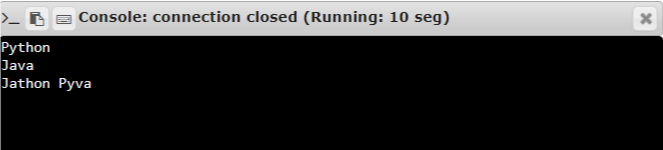 >_ Console: connection closed (Running: 10 seg)
Python
Java
Jathon Pyva